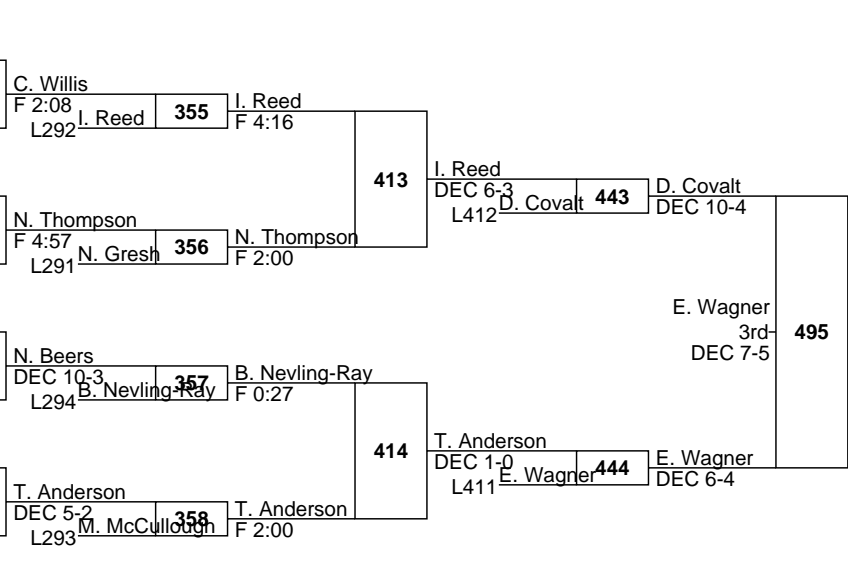 C. Willis
F 2:08
L292 I. Reed
355
I. Reed
F 4:16
413
I. Reed
DEC 6-3
L412 D. Covalt
443
D. Covalt
DEC 10-4
N. Thompson
F 4:57
L291 N. Gresh
356
N. Thompson
F 2:00
E. Wagner
3rd
DEC 7-5
495
N. Beers
DEC 10-3
L294 B. Nevling-Ray
357
B. Nevling-Ray
F 0:27
414
T. Anderson
DEC 1-0
L411 E. Wagner
444
E. Wagner
DEC 6-4
T. Anderson
DEC 5-2
L293 M. McCullough
358
T. Anderson
F 2:00